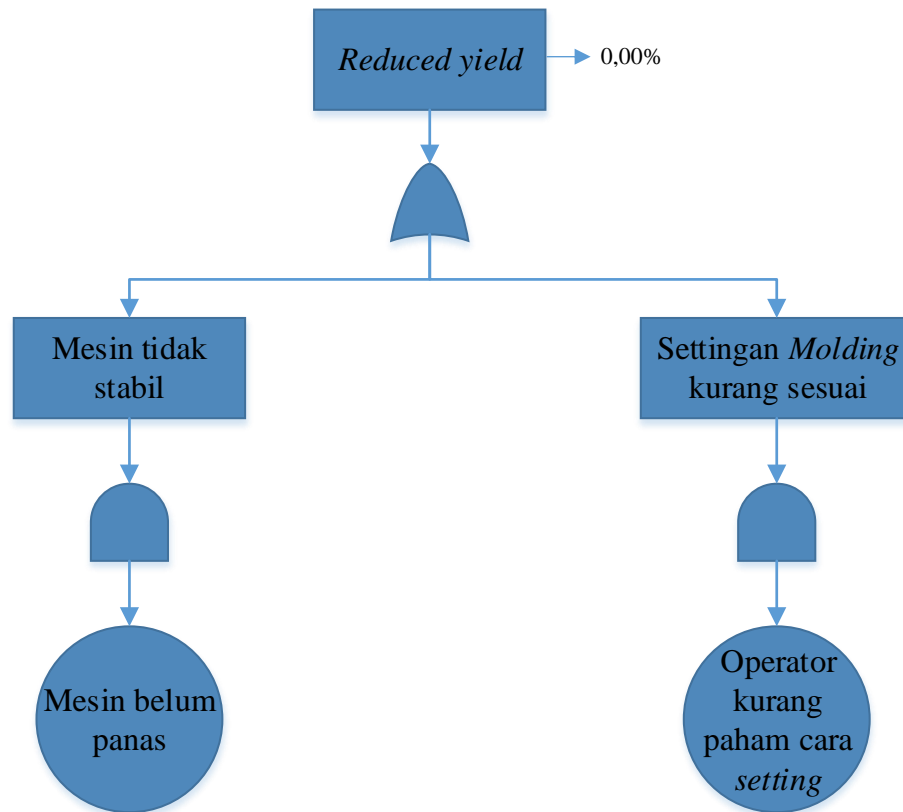 Reduced yield
0,00%
Mesin tidak
stabil
Settingan Molding
kurang sesuai
Mesin belum
panas
Operator
kurang
paham cara
setting